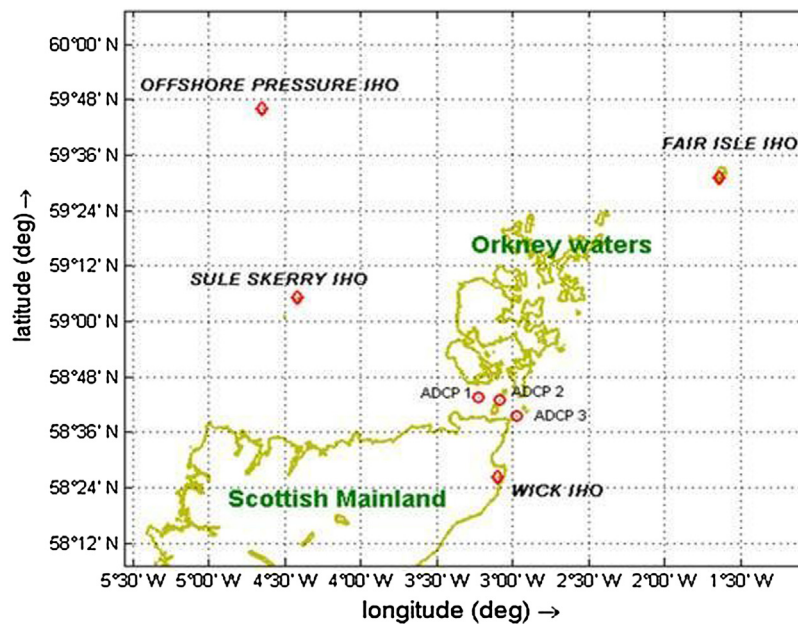 60°00' N
OFFSHORE PRESSURE IHO
59°48' N
FAIR ISLE IHO
59°36' N
59°24' N
Orkney waters
59°12' N
SULE SKERRY IHO
59°00' N
58°48' N
ADCP 1
ADCP 2
ADCP 3
58°36' N
58°24' N
Scottish Mainland
WICK IHO
58°12' N
latitude (deg) →
5°30' W 5°00' W 4°30' W 4°00' W 3°30' W 3°00' W 2°30' W 2°00' W 1°30' W
longitude (deg) →